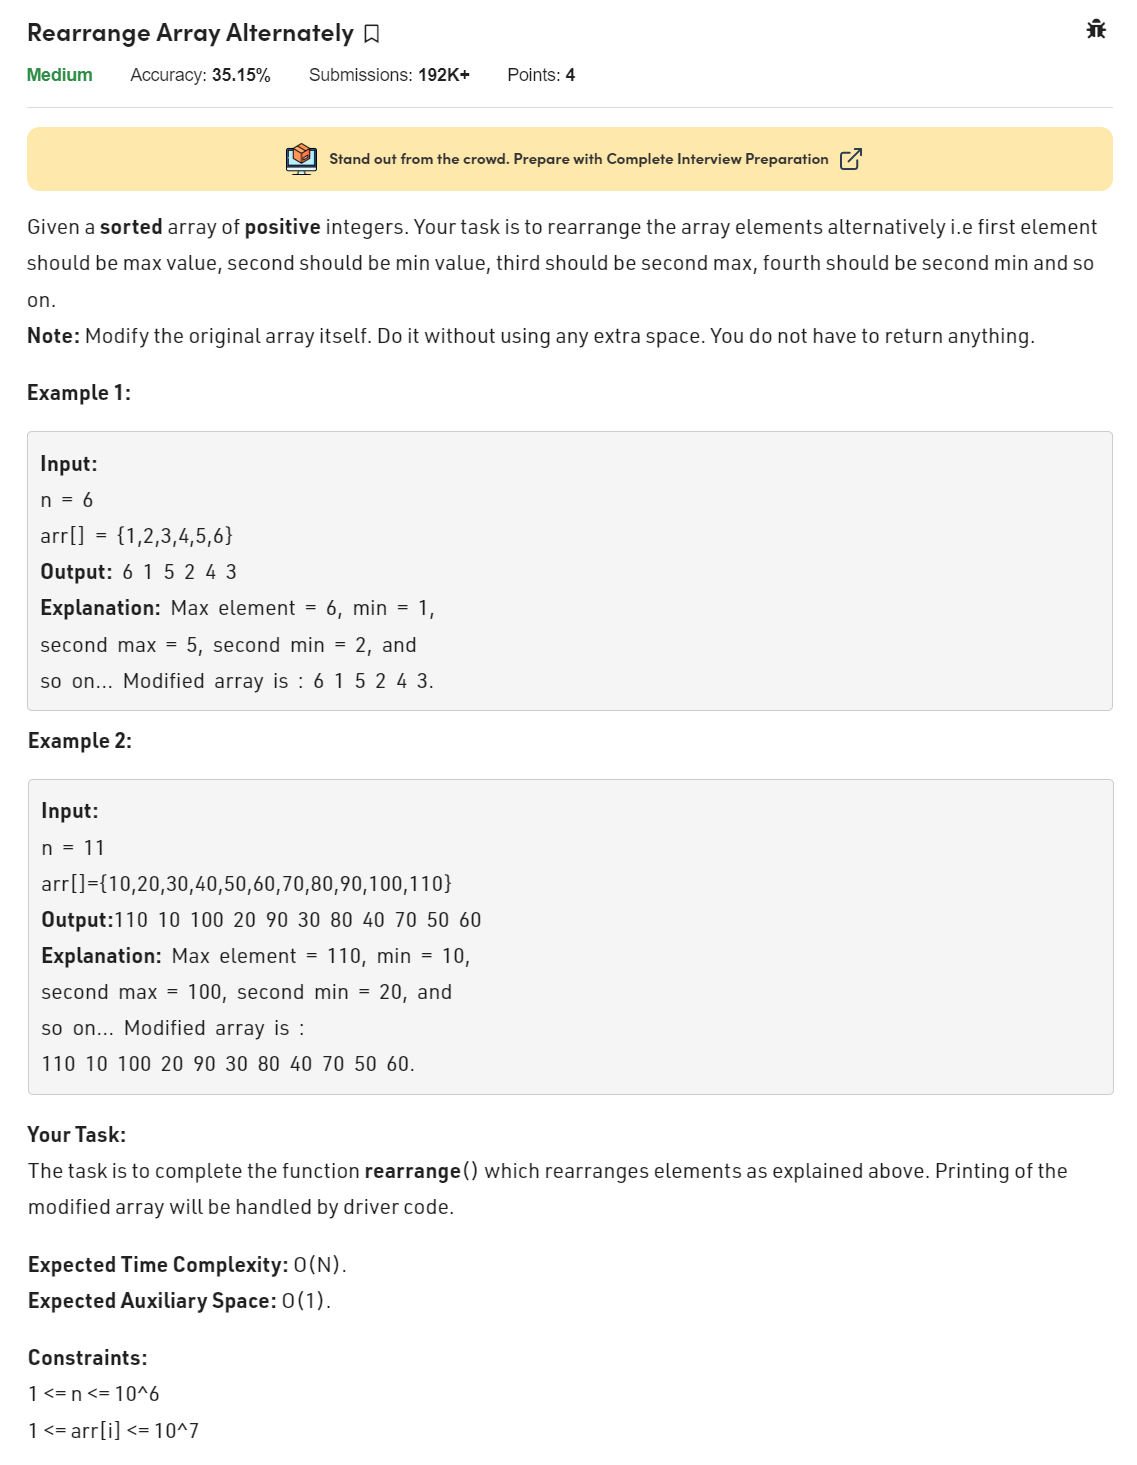 Rearrange Array Alternately
Medium Accuracy: 35.15% Submissions: 192K+ Points: 4
Stand out from the crowd. Prepare with Complete Interview Preparation
Given a sorted array of positive integers. Your task is to rearrange the array elements alternatively i.e first element
should be max value, second should be min value, third should be second max, fourth should be second min and so
on.
Note: Modify the original array itself. Do it without using any extra space. You do not have to return anything.
Example 1:
Input:
n = 6
arr[] = {1,2,3,4,5,6}
Output: 6 1 5 2 4 3
Explanation: Max element = 6, min = 1,
second max = 5, second min = 2, and
so on... Modified array is : 6 1 5 2 4 3.
Example 2:
Input:
n = 11
arr[]={10,20,30,40,50,60,70,80,90,100,110}
Output:110 10 100 20 90 30 80 40 70 50 60
Explanation: Max element = 110, min = 10,
second max = 100, second min = 20, and
so on... Modified array is :
110 10 100 20 90 30 80 40 70 50 60.
Your Task:
The task is to complete the function rearrange() which rearranges elements as explained above. Printing of the
modified array will be handled by driver code.
Expected Time Complexity: O(N).
Expected Auxiliary Space: O(1).
Constraints:
1 <= n <= 10^6
1 <= arr[i] <= 10^7